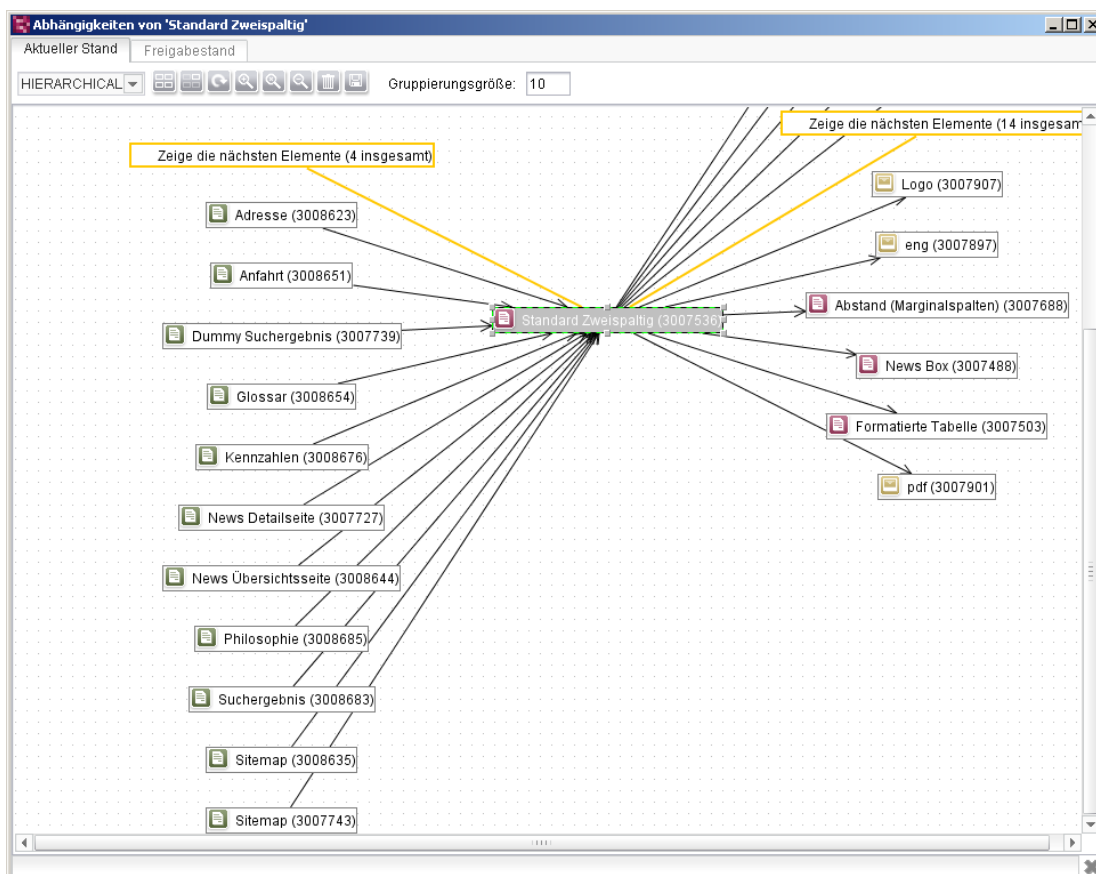 Abhängigkeiten von 'Standard Zweispaltig'
Aktueller Stand
Freigabestand
HIERARCHICAL
Gruppierungsgröße: 10
Zeige die nächsten Elemente (14 insgesam
Zeige die nächsten Elemente (4 insgesamt)
Logo (3007907)
Adresse (3008623)
eng (3007897)
Anfahrt (3008651)
Abstand (Marginalspalten) (3007688)
Standard Zweispaltig (3007536)
Dummy Suchergebnis (3007739)
News Box (3007488)
Glossar (3008654)
Formatierte Tabelle (3007503)
Kennzahlen (3008676)
pdf (3007901)
News Detailseite (3007727)
News Übersichtsseite (3008644)
Philosophie (3008685)
Suchergebnis (3008683)
Sitemap (3008635)
Sitemap (3007743)